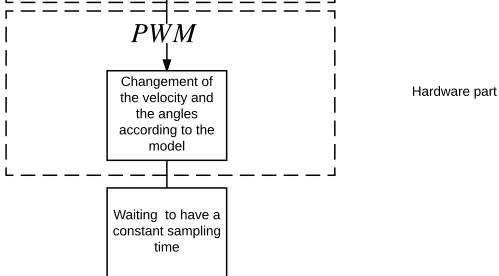 PWM
Changement of
the velocity and
the angles
according to the
model
Hardware part
Waiting  to have a
constant sampling
time